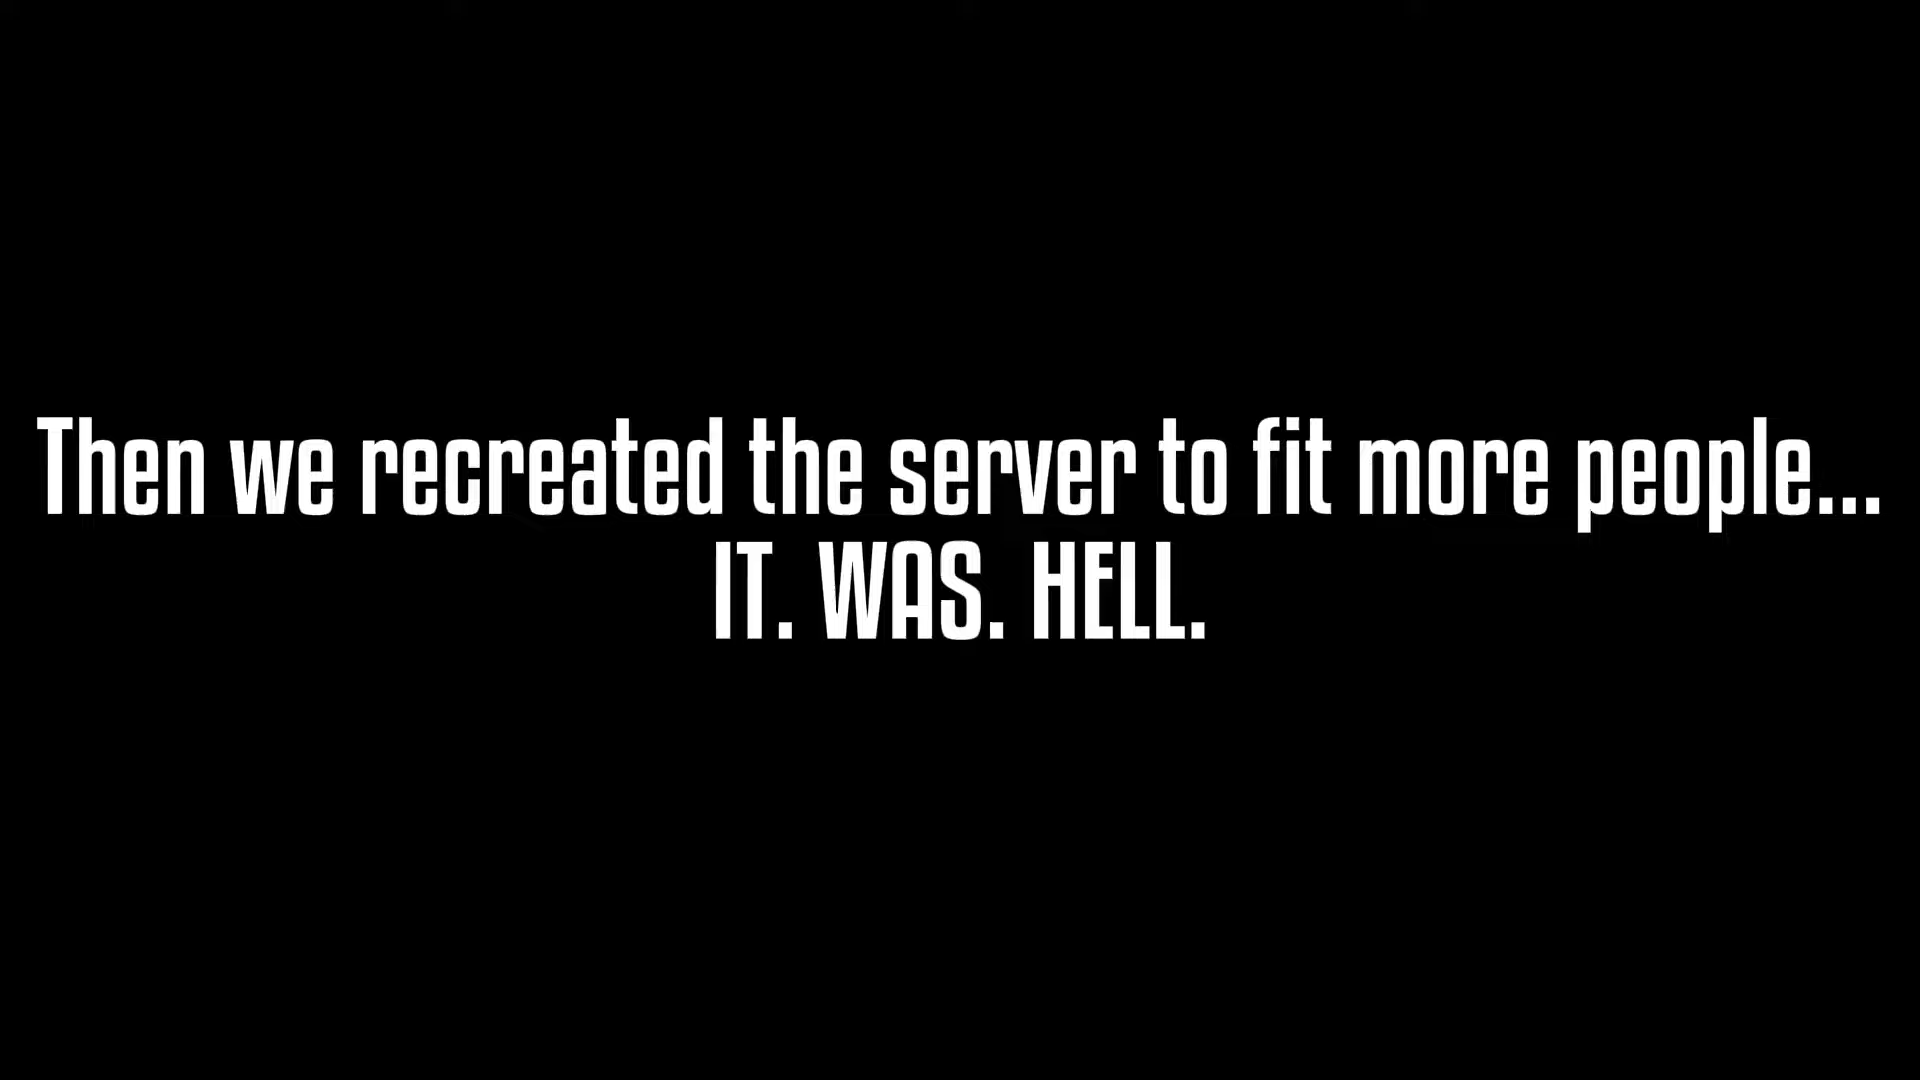 Then we recreated the server to fit more people...
IT. WAS. HELL.